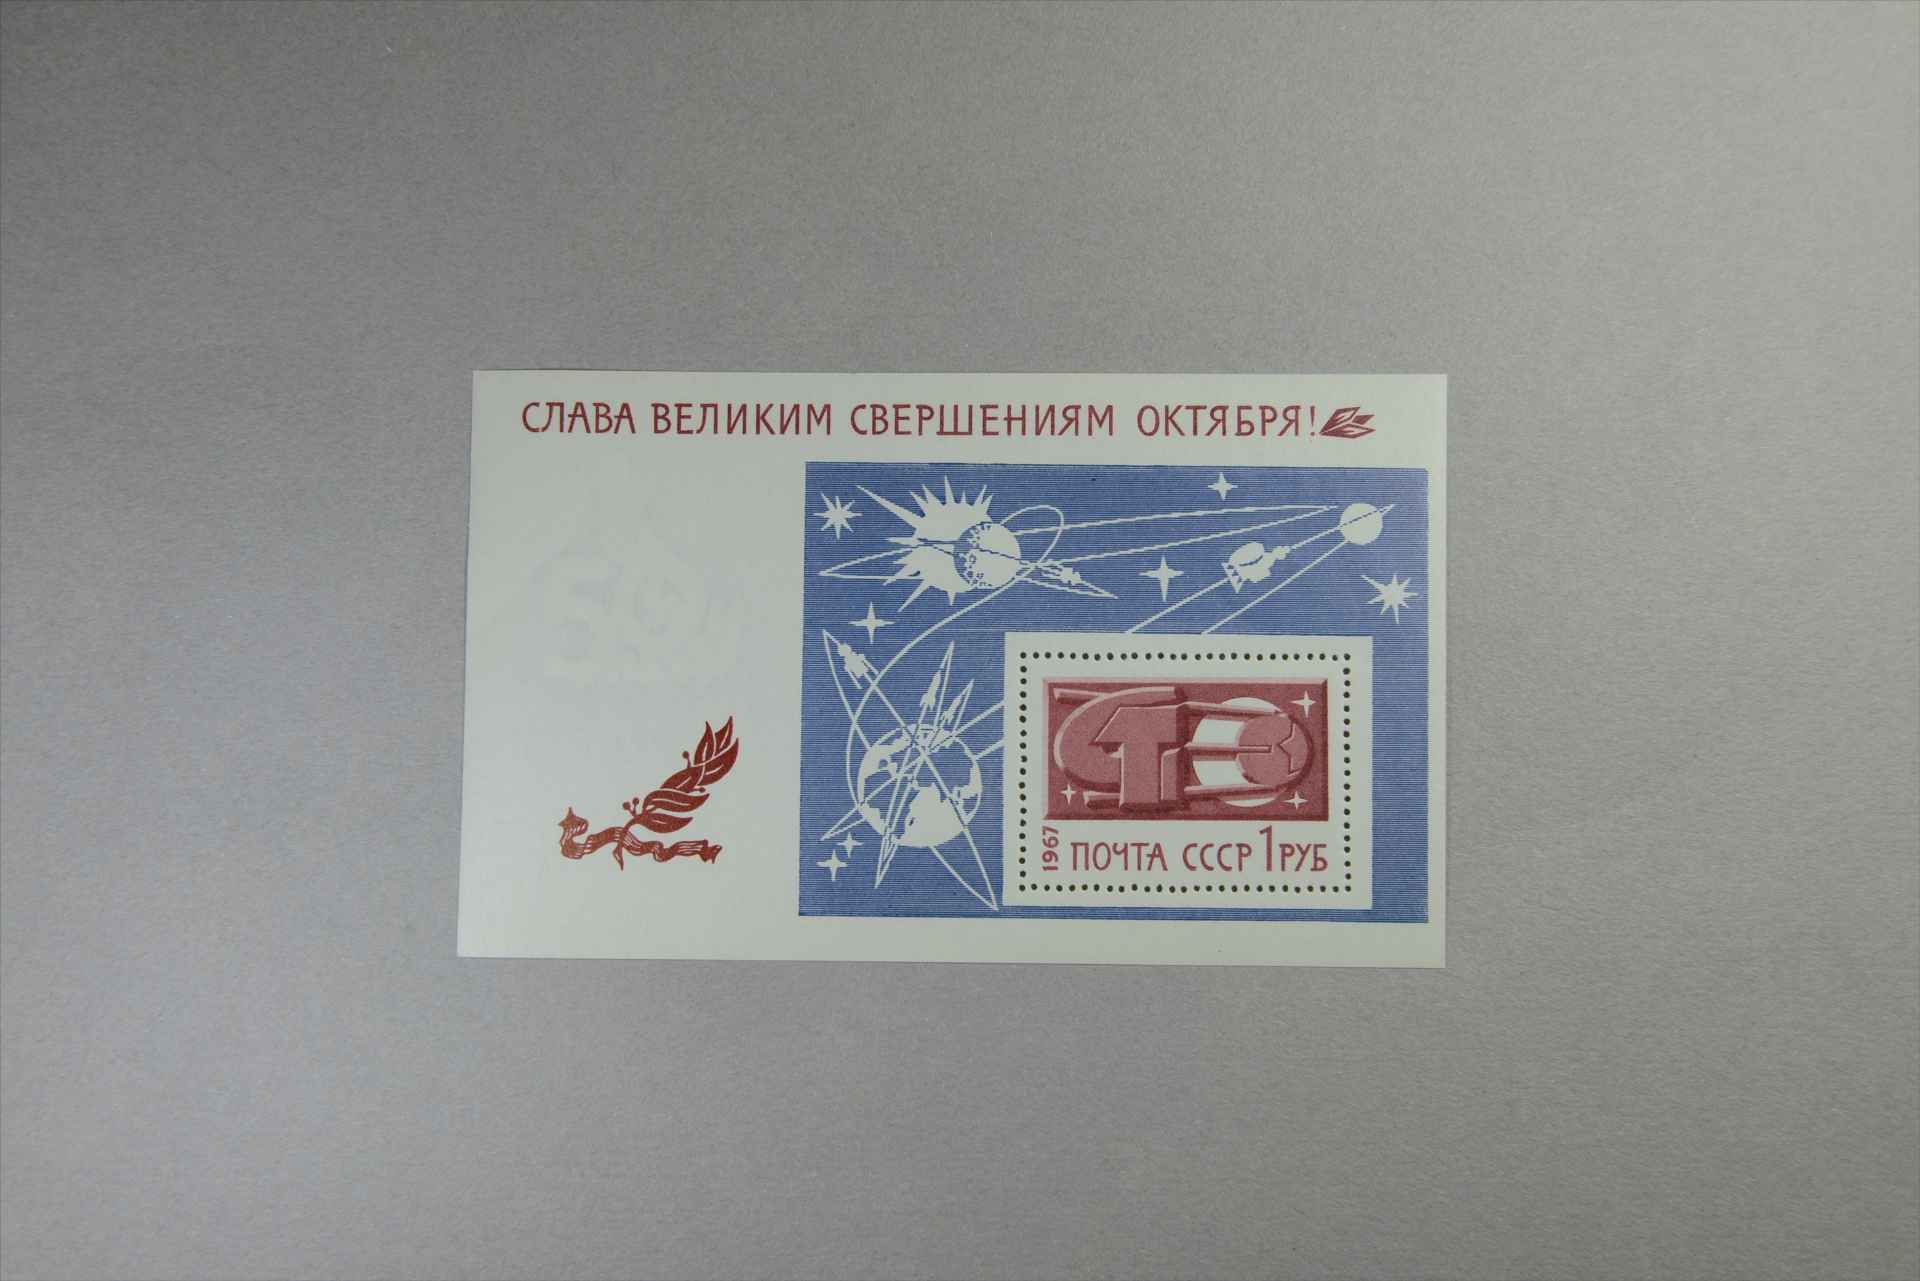 СЛАВА ВЕЛИКИМ СВЕРШЕНИЯМ ОКТЯБРЯ!
1967
ПОЧТА СССР 1 РУБ